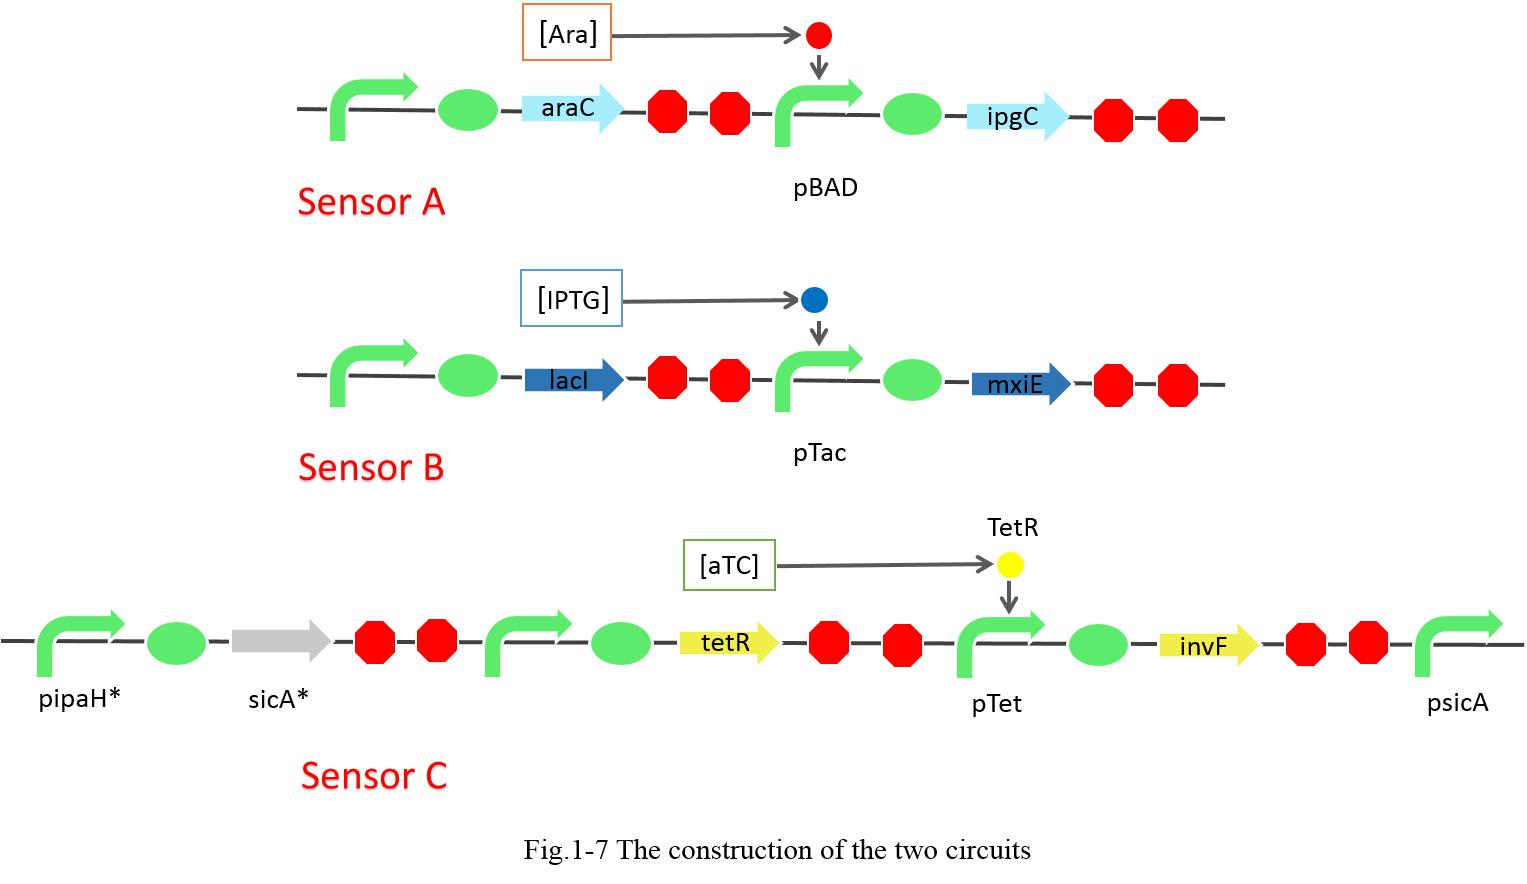 [Ara]
araC
ipgC
pBAD
Sensor A
[IPTG]
lacI
mxiE
pTac
Sensor B
TetR
[aTC]
tetR
invF
pipaH*
sicA*
pTet
psicA
Sensor C
Fig.1-7 The construction of the two circuits